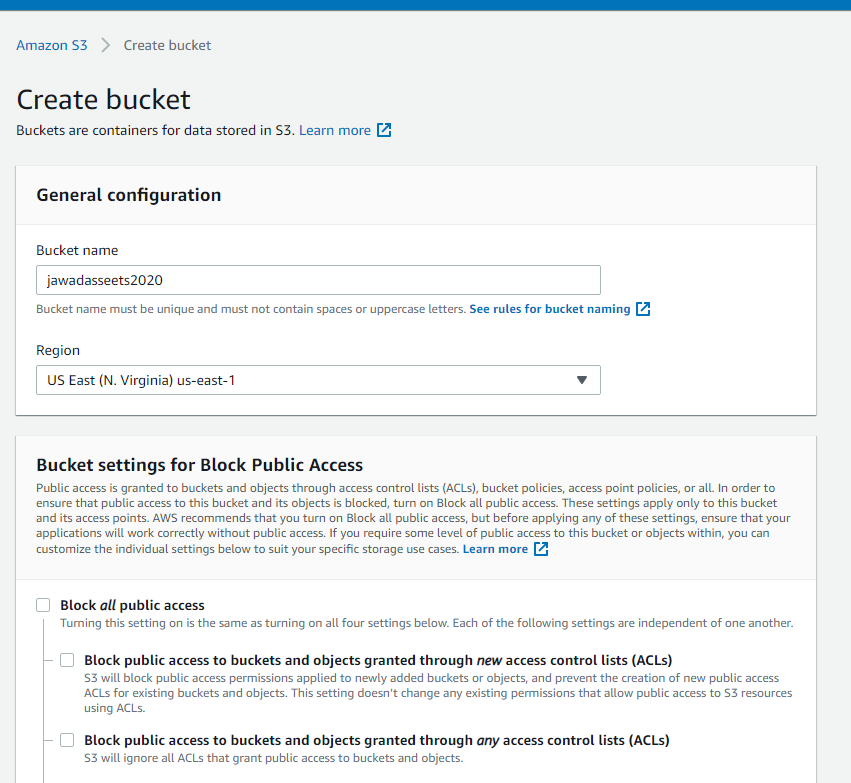 Amazon S3 > Create bucket
Create bucket
Buckets are containers for data stored in S3. Learn more
General configuration
Bucket name
jawadasseets2020
Bucket name must be unique and must not contain spaces or uppercase letters. See rules for bucket naming
Region
US East (N. Virginia) us-east-1
Bucket settings for Block Public Access
Public access is granted to buckets and objects through access control lists (ACLs), bucket policies, access point policies, or all. In order to
ensure that public access to this bucket and its objects is blocked, turn on Block all public access. These settings apply only to this bucket
and its access points. AWS recommends that you turn on Block all public access, but before applying any of these settings, ensure that your
applications will work correctly without public access. If you require some level of public access to this bucket or objects within, you can
customize the individual settings below to suit your specific storage use cases. Learn more
Block all public access
Turning this setting on is the same as turning on all four settings below. Each of the following settings are independent of one another.
Block public access to buckets and objects granted through new access control lists (ACLs)
S3 will block public access permissions applied to newly added buckets or objects, and prevent the creation of new public access
ACLs for existing buckets and objects. This setting doesn't change any existing permissions that allow public access to S3 resources
using ACLs.
Block public access to buckets and objects granted through any access control lists (ACLs)
S3 will ignore all ACLs that grant public access to buckets and objects.